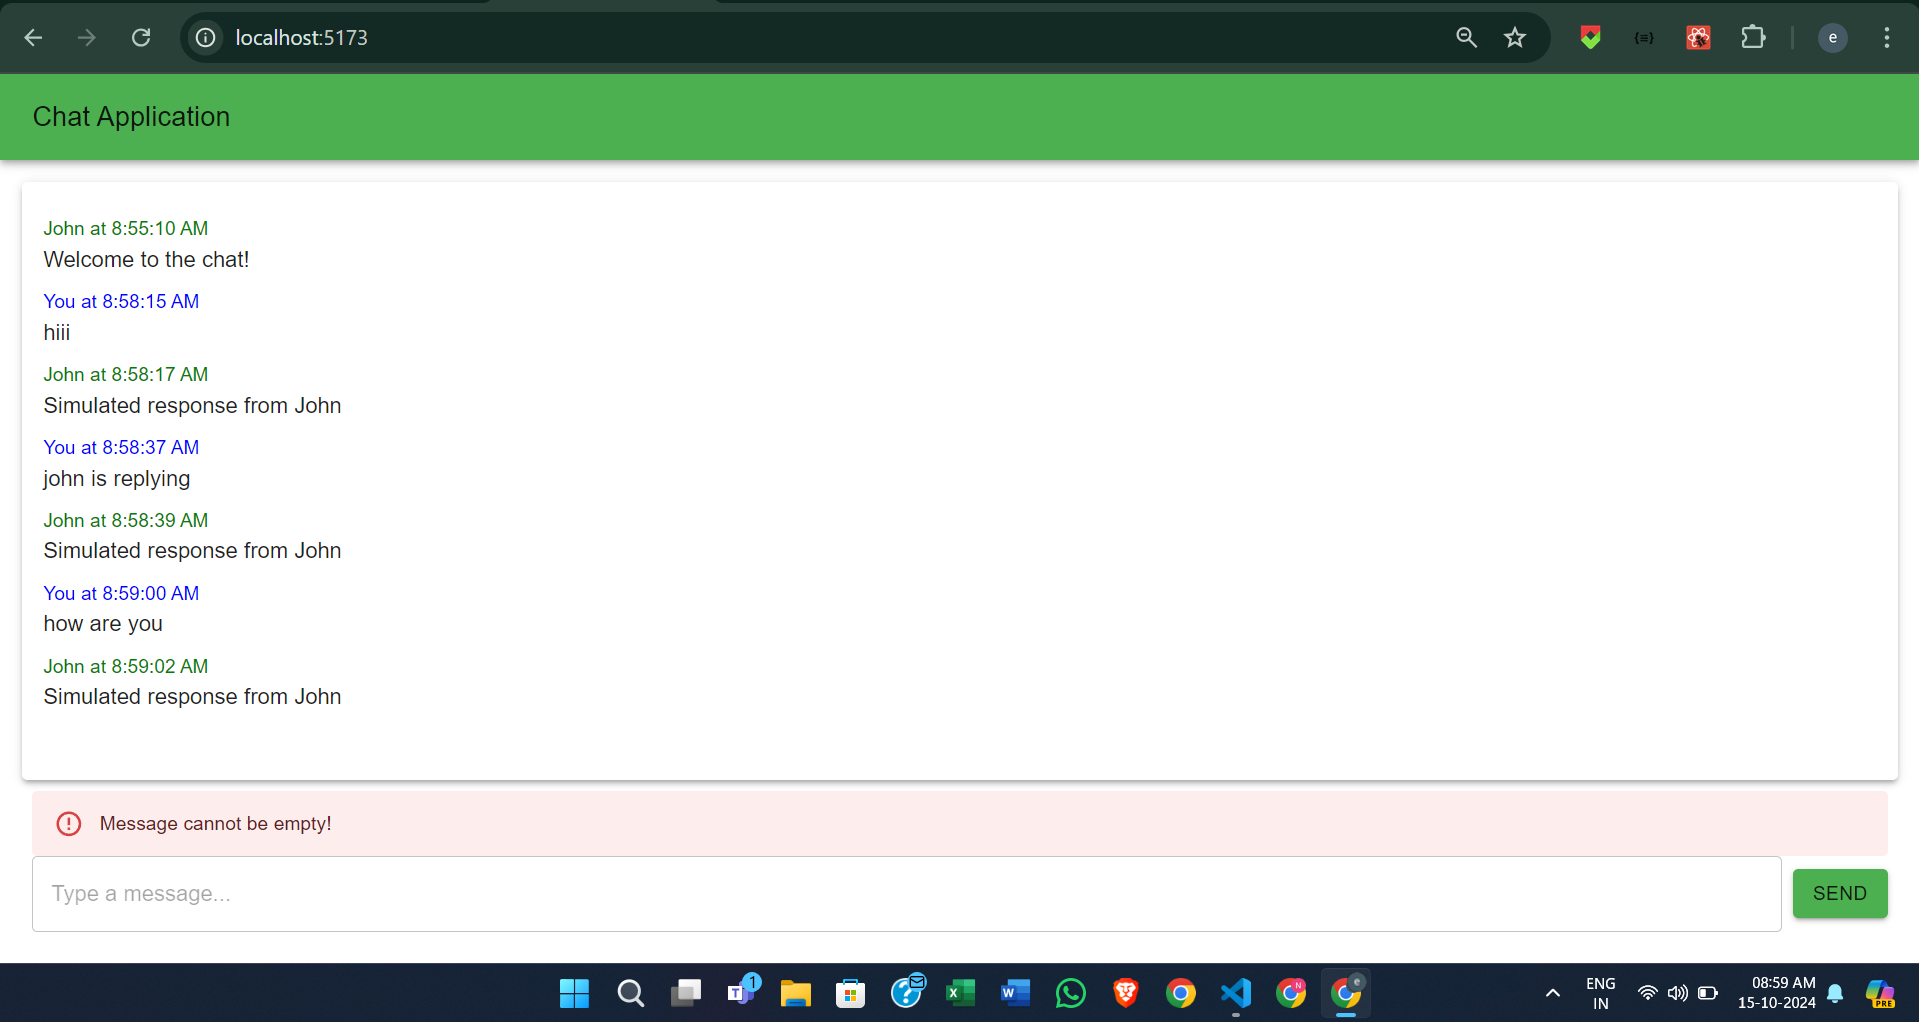 localhost:5173
e
Chat Application
John at 8:55:10 AM
Welcome to the chat!
You at 8:58:15 AM
hiii
John at 8:58:17 AM
Simulated response from John
You at 8:58:37 AM
john is replying
John at 8:58:39 AM
Simulated response from John
You at 8:59:00 AM
how are you
John at 8:59:02 AM
Simulated response from John
Message cannot be empty!
Type a message...
SEND
1
T
X
W
N
e
ENG
IN
08:59 AM
15-10-2024
PRE